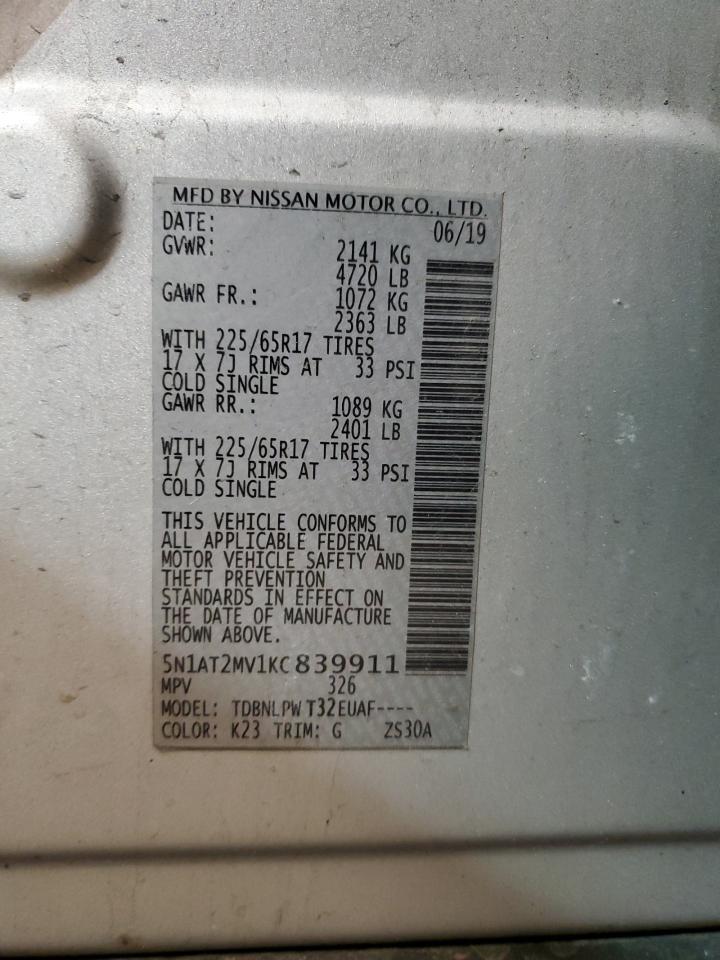 MFD BY NISSAN MOTOR CO., LTD.
DATE: 06/19
GVWR: 2141 KG
4720 LB
GAWR FR.: 1072 KG
2363 LB
WITH 225/65R17 TIRES
17 X 7J RIMS AT 33 PSI
COLD SINGLE
GAWR RR.: 1089 KG
2401 LB
WITH 225/65R17 TIRES
17 X 7J RIMS AT 33 PSI
COLD SINGLE
THIS VEHICLE CONFORMS TO
ALL APPLICABLE FEDERAL
MOTOR VEHICLE SAFETY AND
THEFT PREVENTION
STANDARDS IN EFFECT ON
THE DATE OF MANUFACTURE
SHOWN ABOVE.
5N1AT2MV1KC839911
MPV 326
MODEL: TDBNLPW T32EUAF----
COLOR: K23 TRIM: G ZS30A